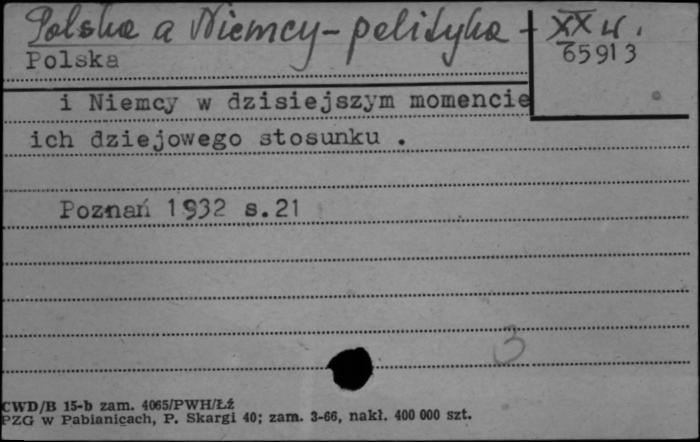 Polska a Niemcy - polityka - XX w.
65913
Polska
i Niemcy w dzisiejszym momencie
ich dziejowego stosunku .
Poznań 1932 s.21
3
CWD/B 15-b zam. 4065/PWH/Łź
PZG w Pabianicach, P. Skargi 40; zam. 3-66, nakł. 400 000 szt.